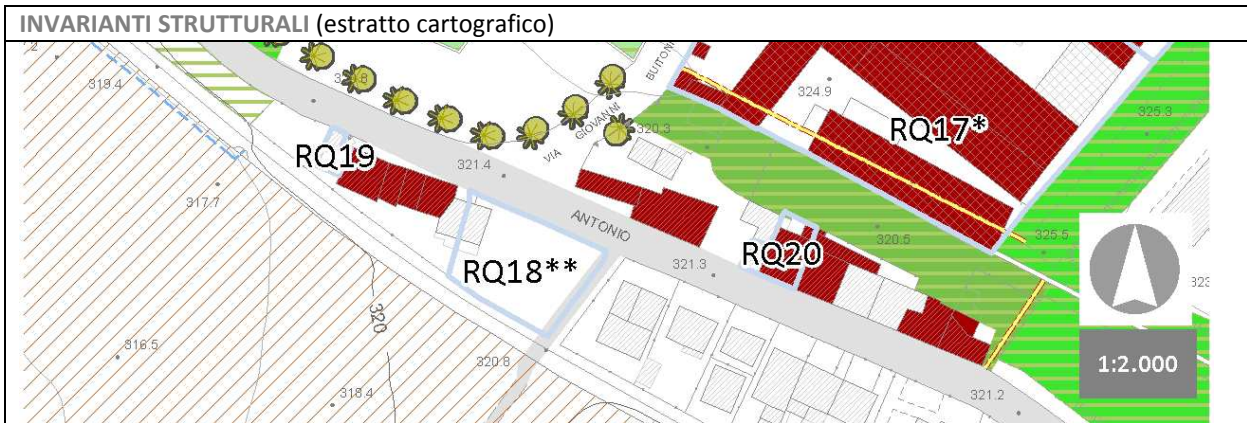 INVARIANTI STRUTTURALI (estratto cartografico)
319.4
324.9
325.3
RQ17*
GIOVANNI
320.3
RQ19
VIA
321.4
317.7
ANTONIO
320.5
325.5
RQ20
RQ18**
321.3
320
316.5
320.8
1:2.000
318.4
321.2